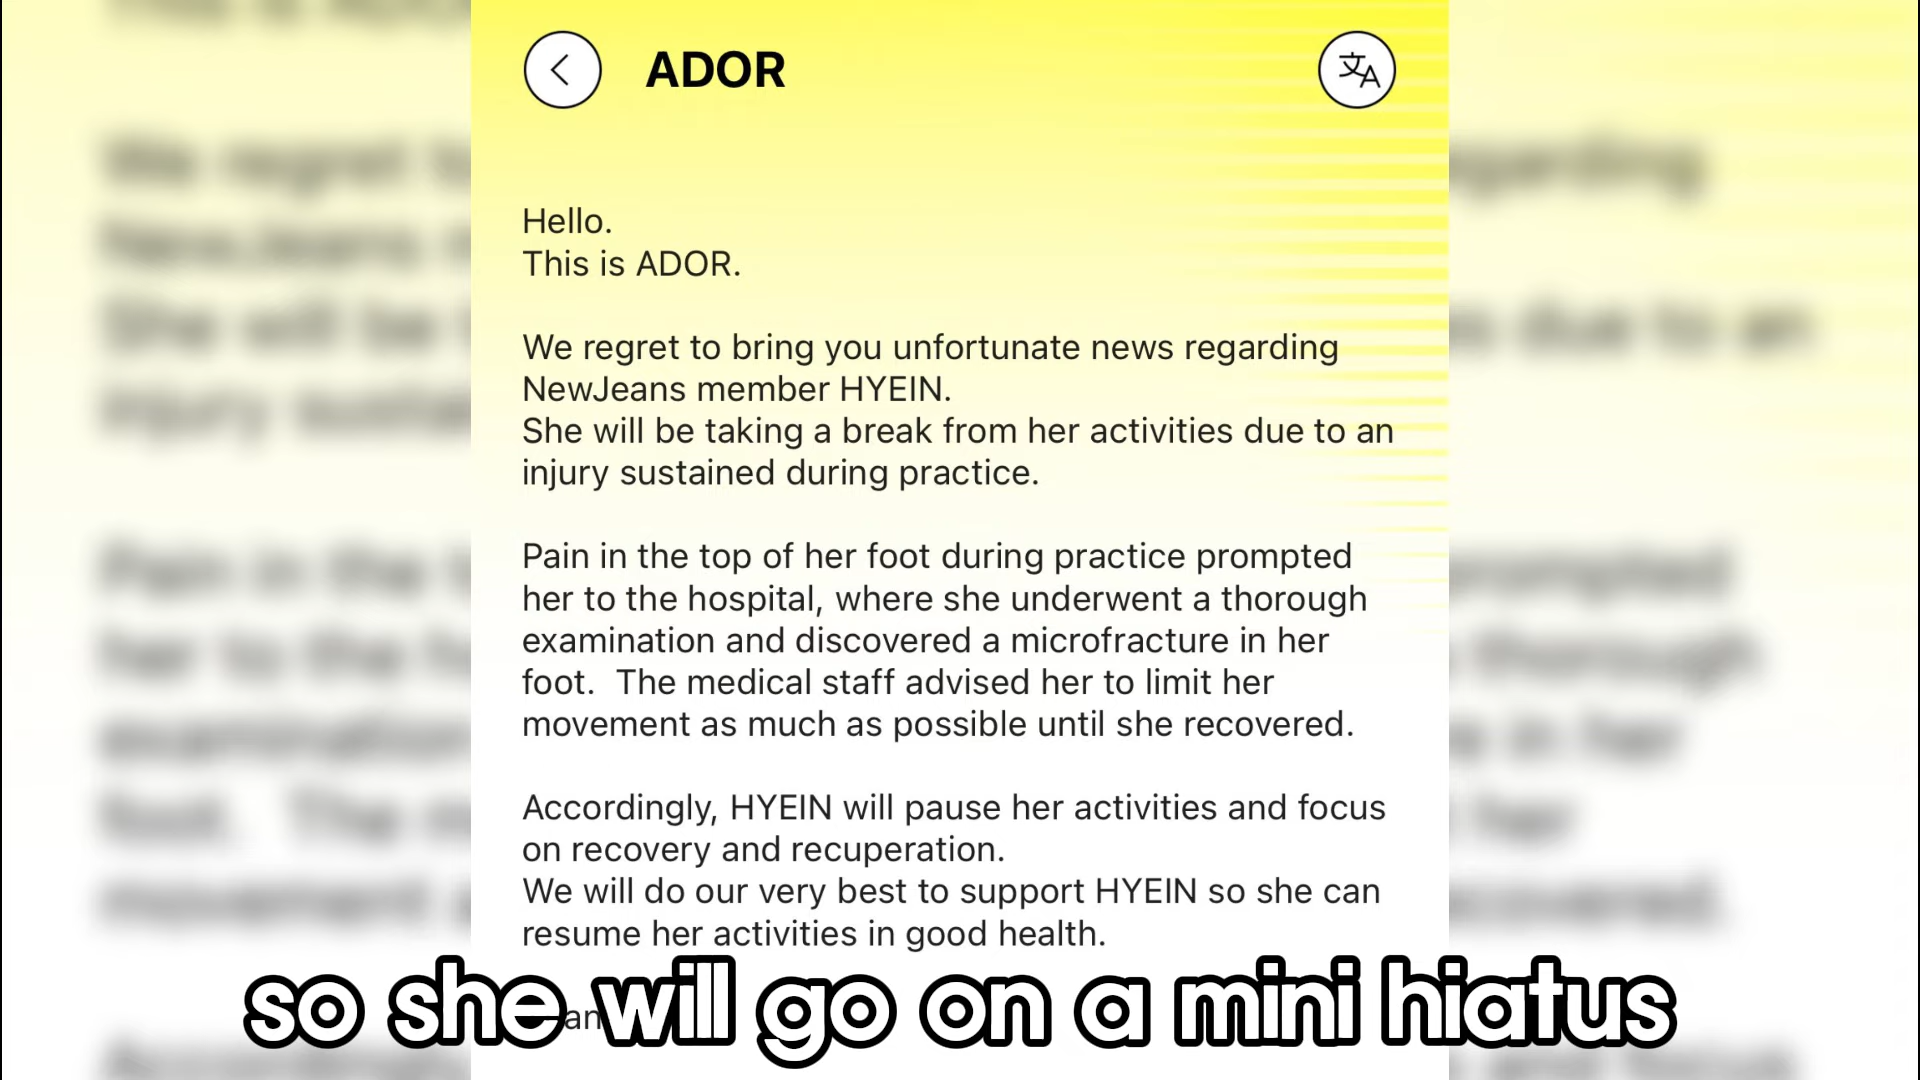 ADOR
文A
Hello.
This is ADOR.
We regret to bring you unfortunate news regarding
NewJeans member HYEIN.
She will be taking a break from her activities due to an
injury sustained during practice.
Pain in the top of her foot during practice prompted
her to the hospital, where she underwent a thorough
examination and discovered a microfracture in her
foot.  The medical staff advised her to limit her
movement as much as possible until she recovered.
Accordingly, HYEIN will pause her activities and focus
on recovery and recuperation.
We will do our very best to support HYEIN so she can
resume her activities in good health.
so she will go on a mini hiatus